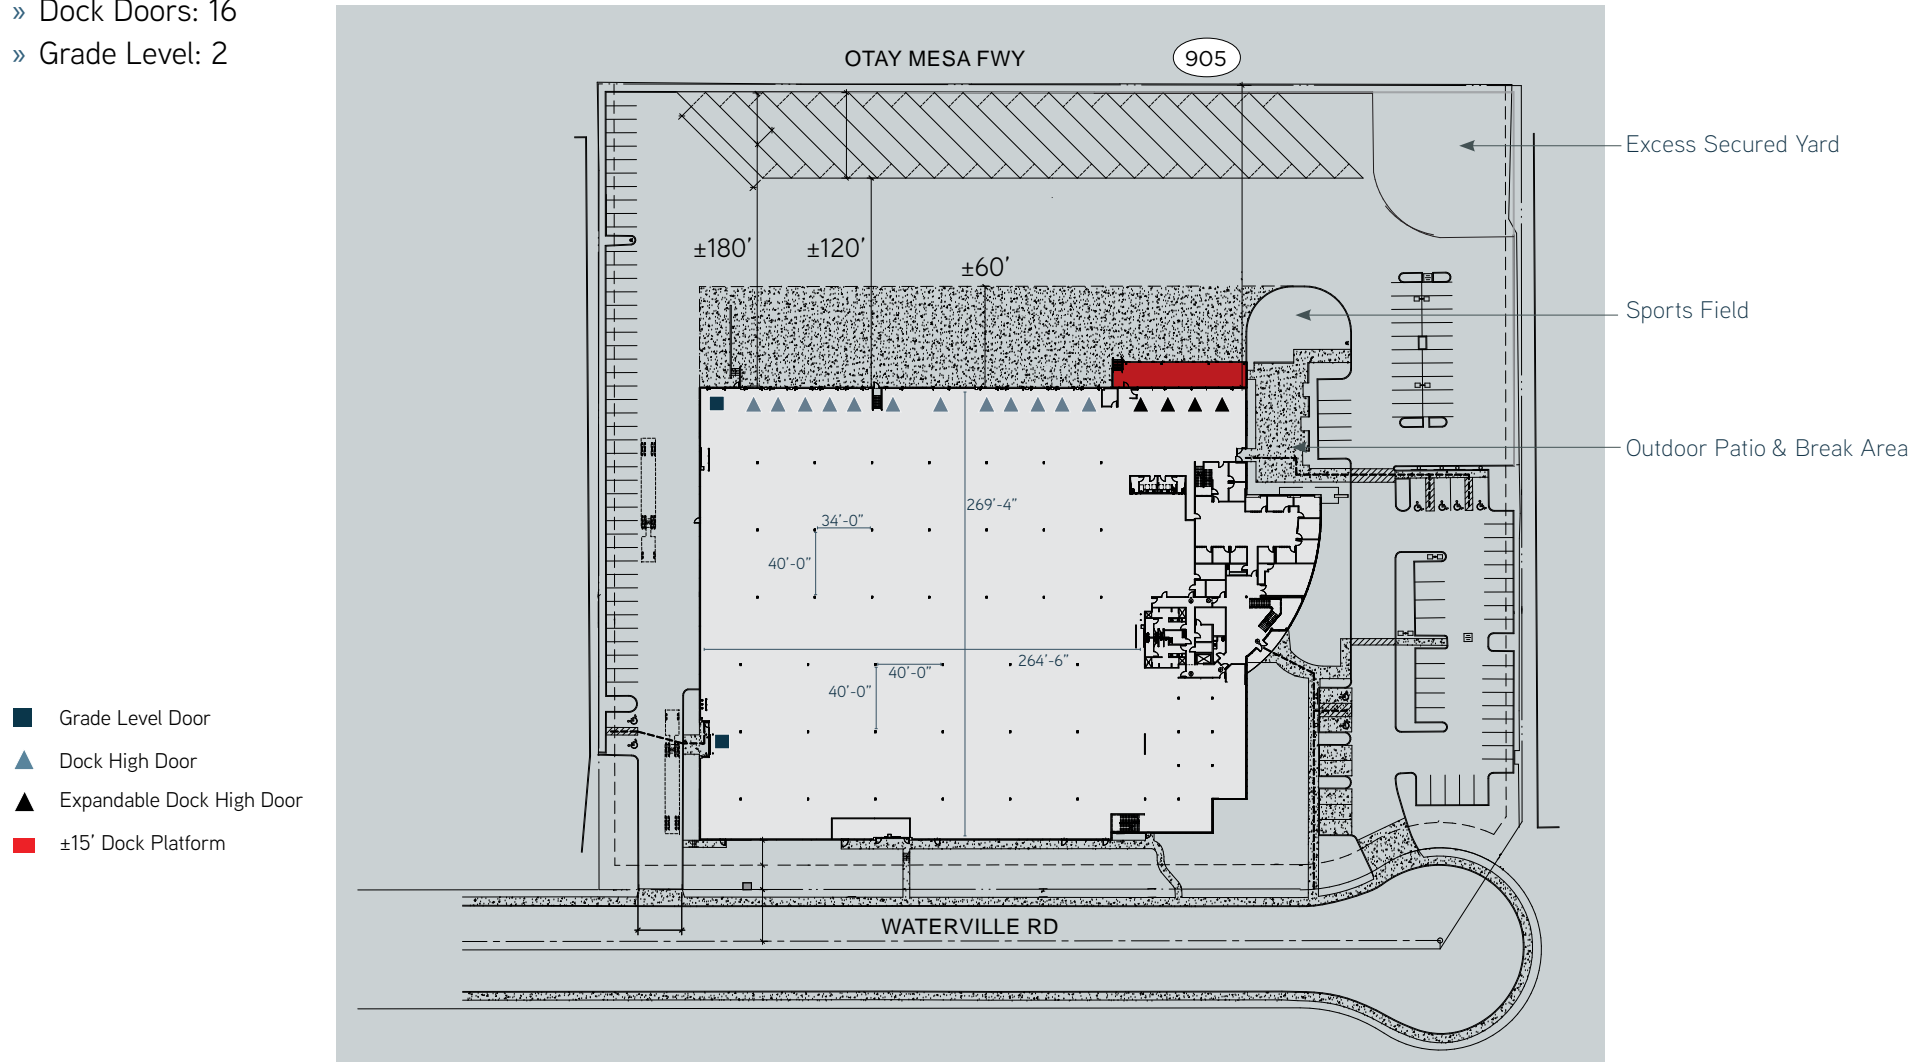 » Dock Doors: 16
» Grade Level: 2
OTAY MESA FWY
905
Excess Secured Yard
±180’
±120’
±60’
Sports Field
Outdoor Patio & Break Area
269’-4”
34’-0”
40’-0”
264’-6”
40’-0”
40’-0”
Grade Level Door
Dock High Door
Expandable Dock High Door
±15’ Dock Platform
WATERVILLE RD